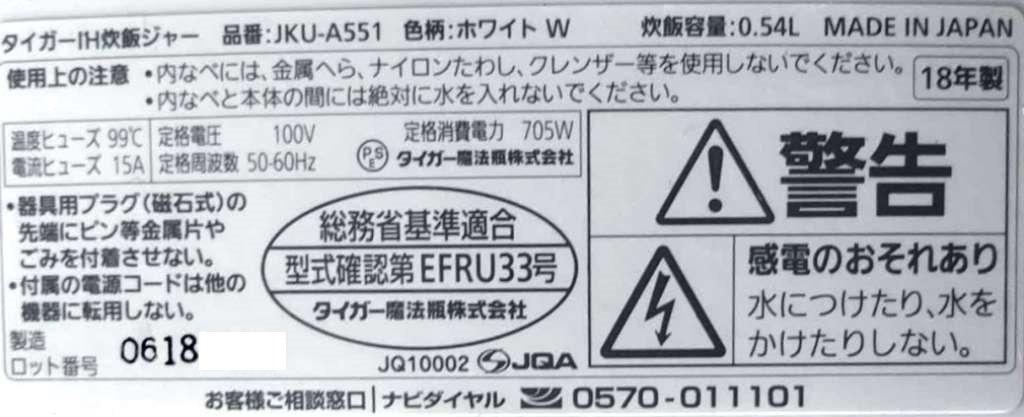 タイガーIH炊飯ジャー 品番:JKU-A551 色柄:ホワイト W 炊飯容量:0.54L MADE IN JAPAN
使用上の注意 •内なべには、金属へら、ナイロンたわし、クレンザー等を使用しないでください。
•内なべと本体の間には絶対に水を入れないでください。
18年製
温度ヒューズ 99℃
電流ヒューズ 15A
定格電圧 100V
定格周波数 50-60Hz
定格消費電力 705W
PSE タイガー魔法瓶株式会社
•器具用プラグ(磁石式)の
先端にピン等金属片や
ごみを付着させない。
•付属の電源コードは他の
機器に転用しない。
製造
ロット番号 0618
総務省基準適合
型式確認第EFRU33号
タイガー魔法瓶株式会社
JQ10002 JQA
警告
感電のおそれあり
水につけたり、水を
かけたりしない。
お客様ご相談窓口 ナビダイヤル 0570-011101